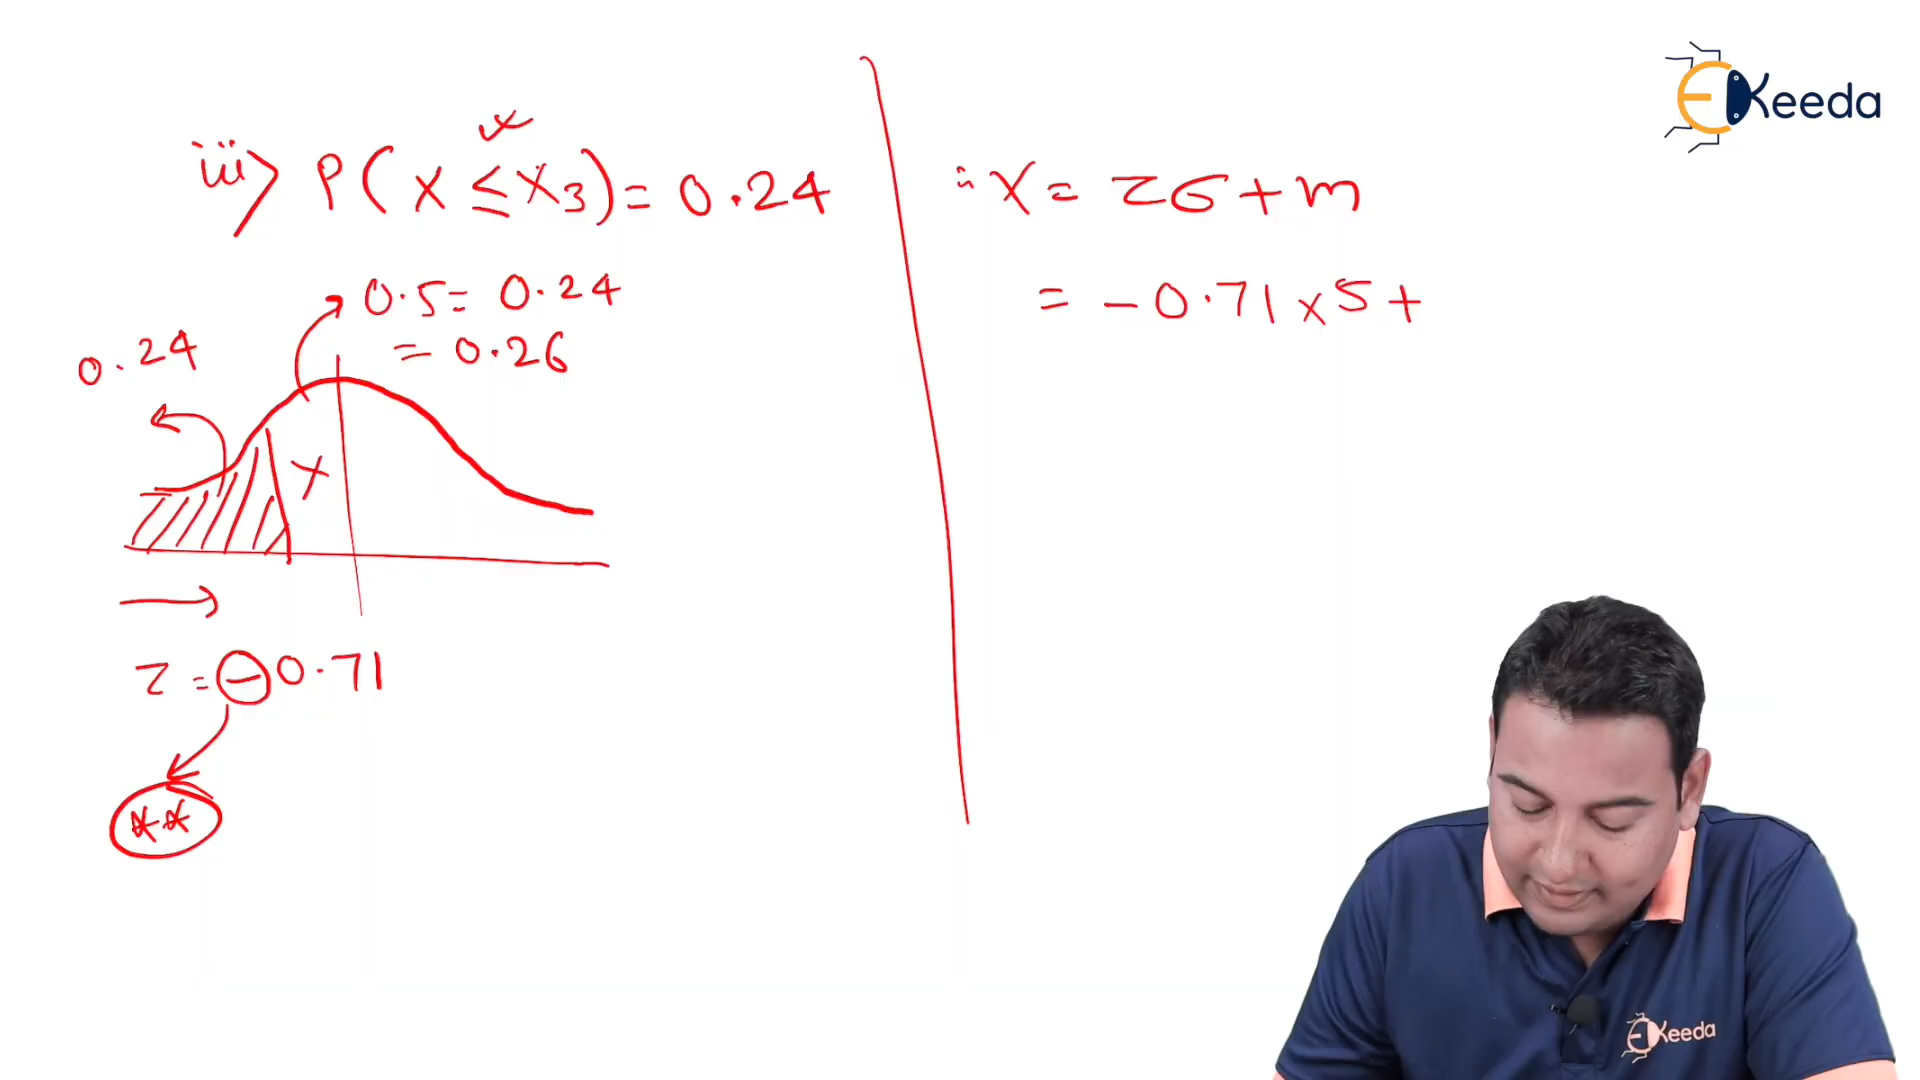 iii> P(X ≤ X3) = 0.24
0.5 = 0.24
= 0.26
0.24
z = -0.71
**
∴ X = zσ + m
= -0.71 x 5 +
EKeeda
EKeeda